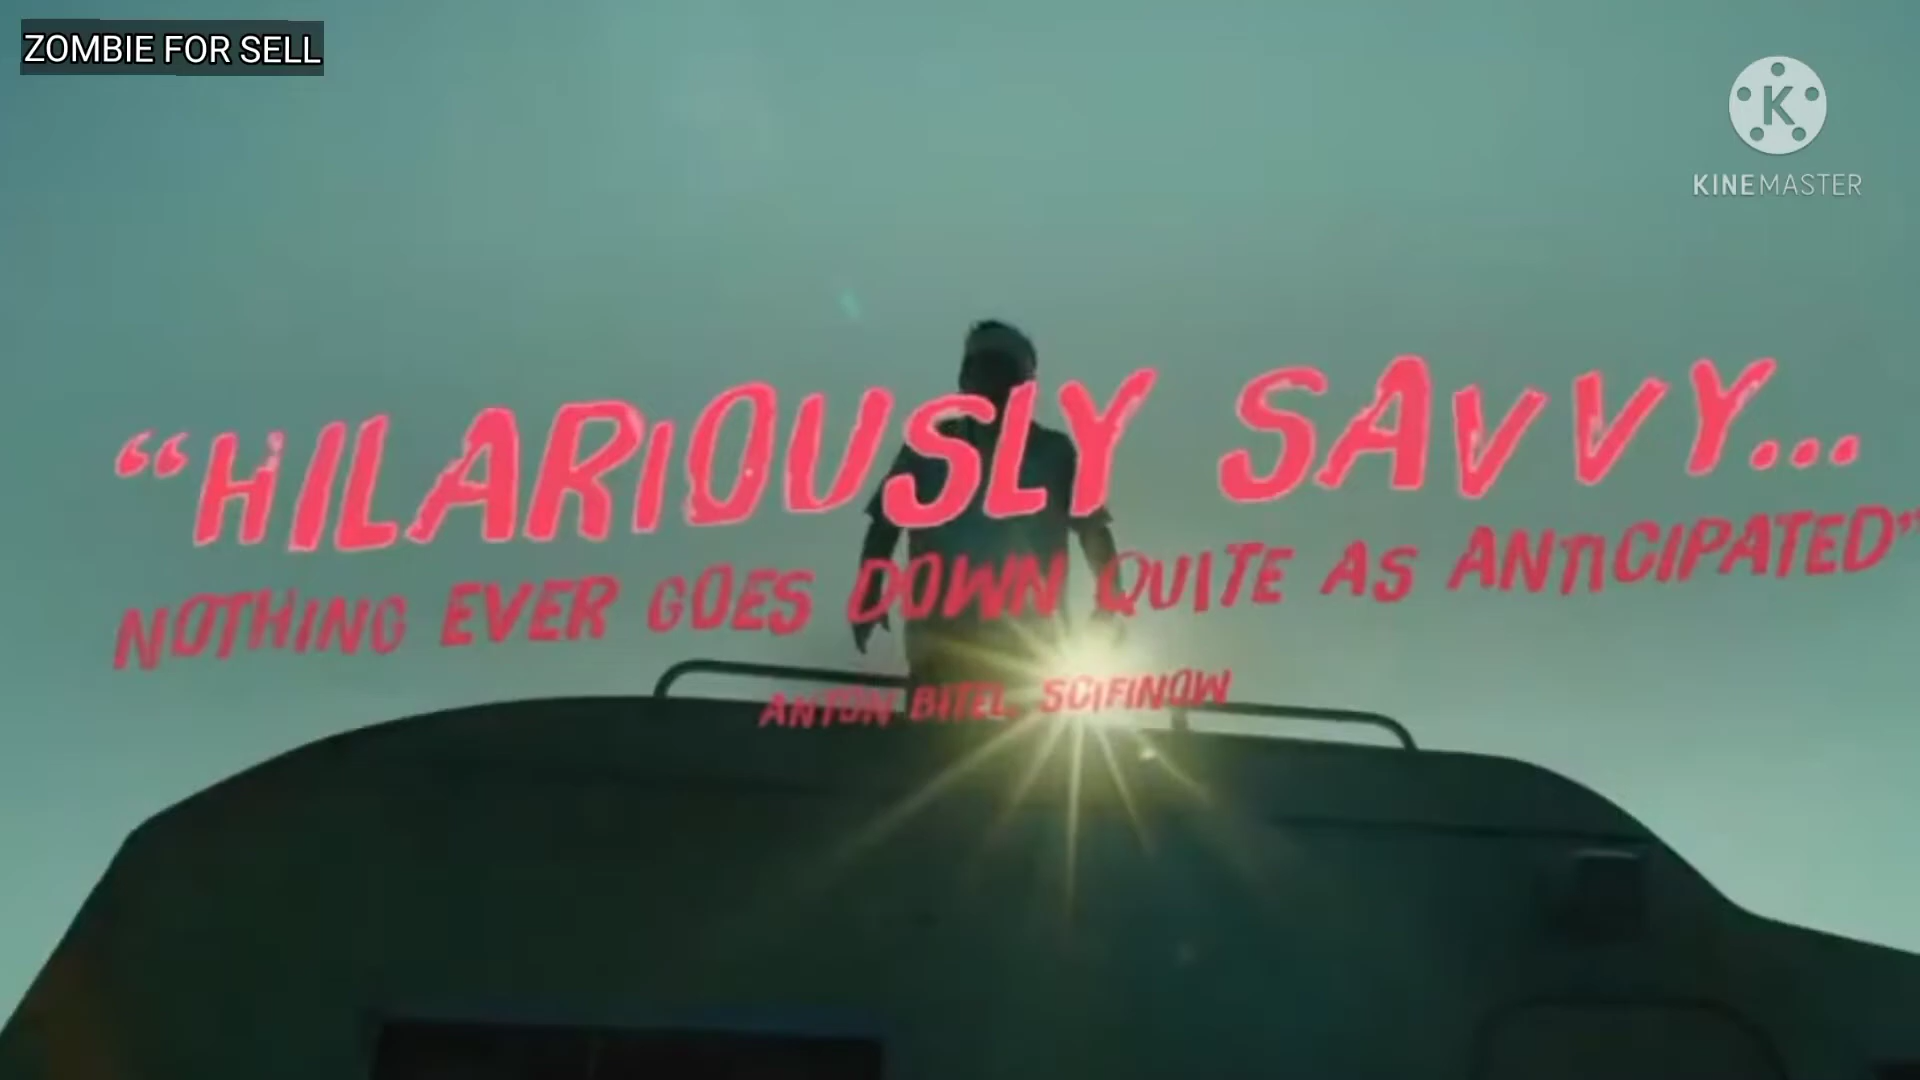 ZOMBIE FOR SELL
K
KINEMASTER
“HILARIOUSLY SAVVY...
NOTHING EVER GOES DOWN QUITE AS ANTICIPATED”
ANTON BITEL, SCIFINOW